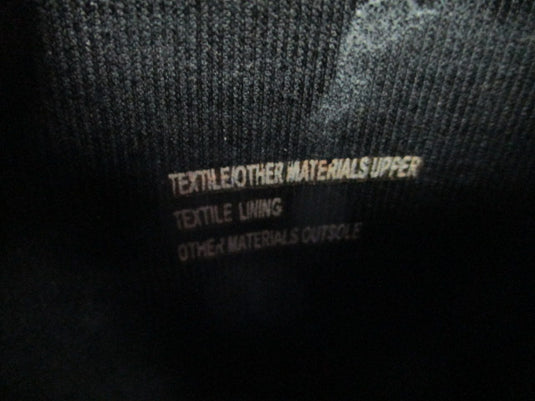 TEXTILE/OTHER MATERIALS UPPER
TEXTILE LINING
OTHER MATERIALS OUTSOLE